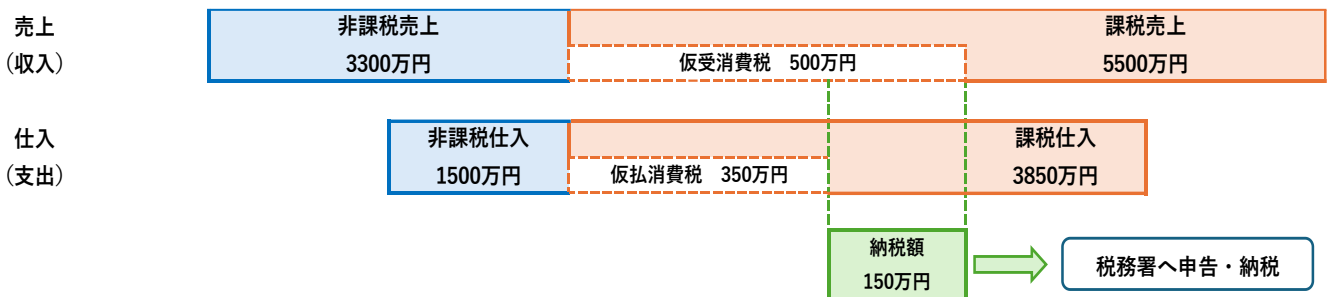 売上
（収入）
非課税売上
3300万円
仮受消費税　500万円
課税売上
5500万円
仕入
（支出）
非課税仕入
1500万円
仮払消費税　350万円
課税仕入
3850万円
納税額
150万円
税務署へ申告・納税